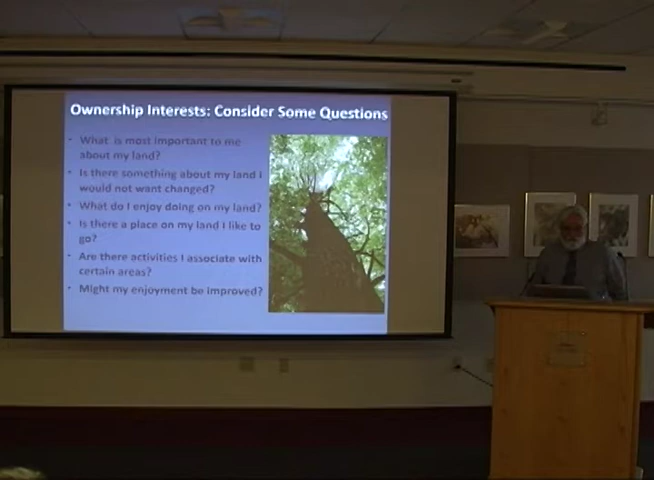 Ownership Interests: Consider Some Questions
• What is most important to me
about my land?
• Is there something about my land I
would not want changed?
• What do I enjoy doing on my land?
• Is there a place on my land I like to
go?
• Are there activities I associate with
certain areas?
• Might my enjoyment be improved?